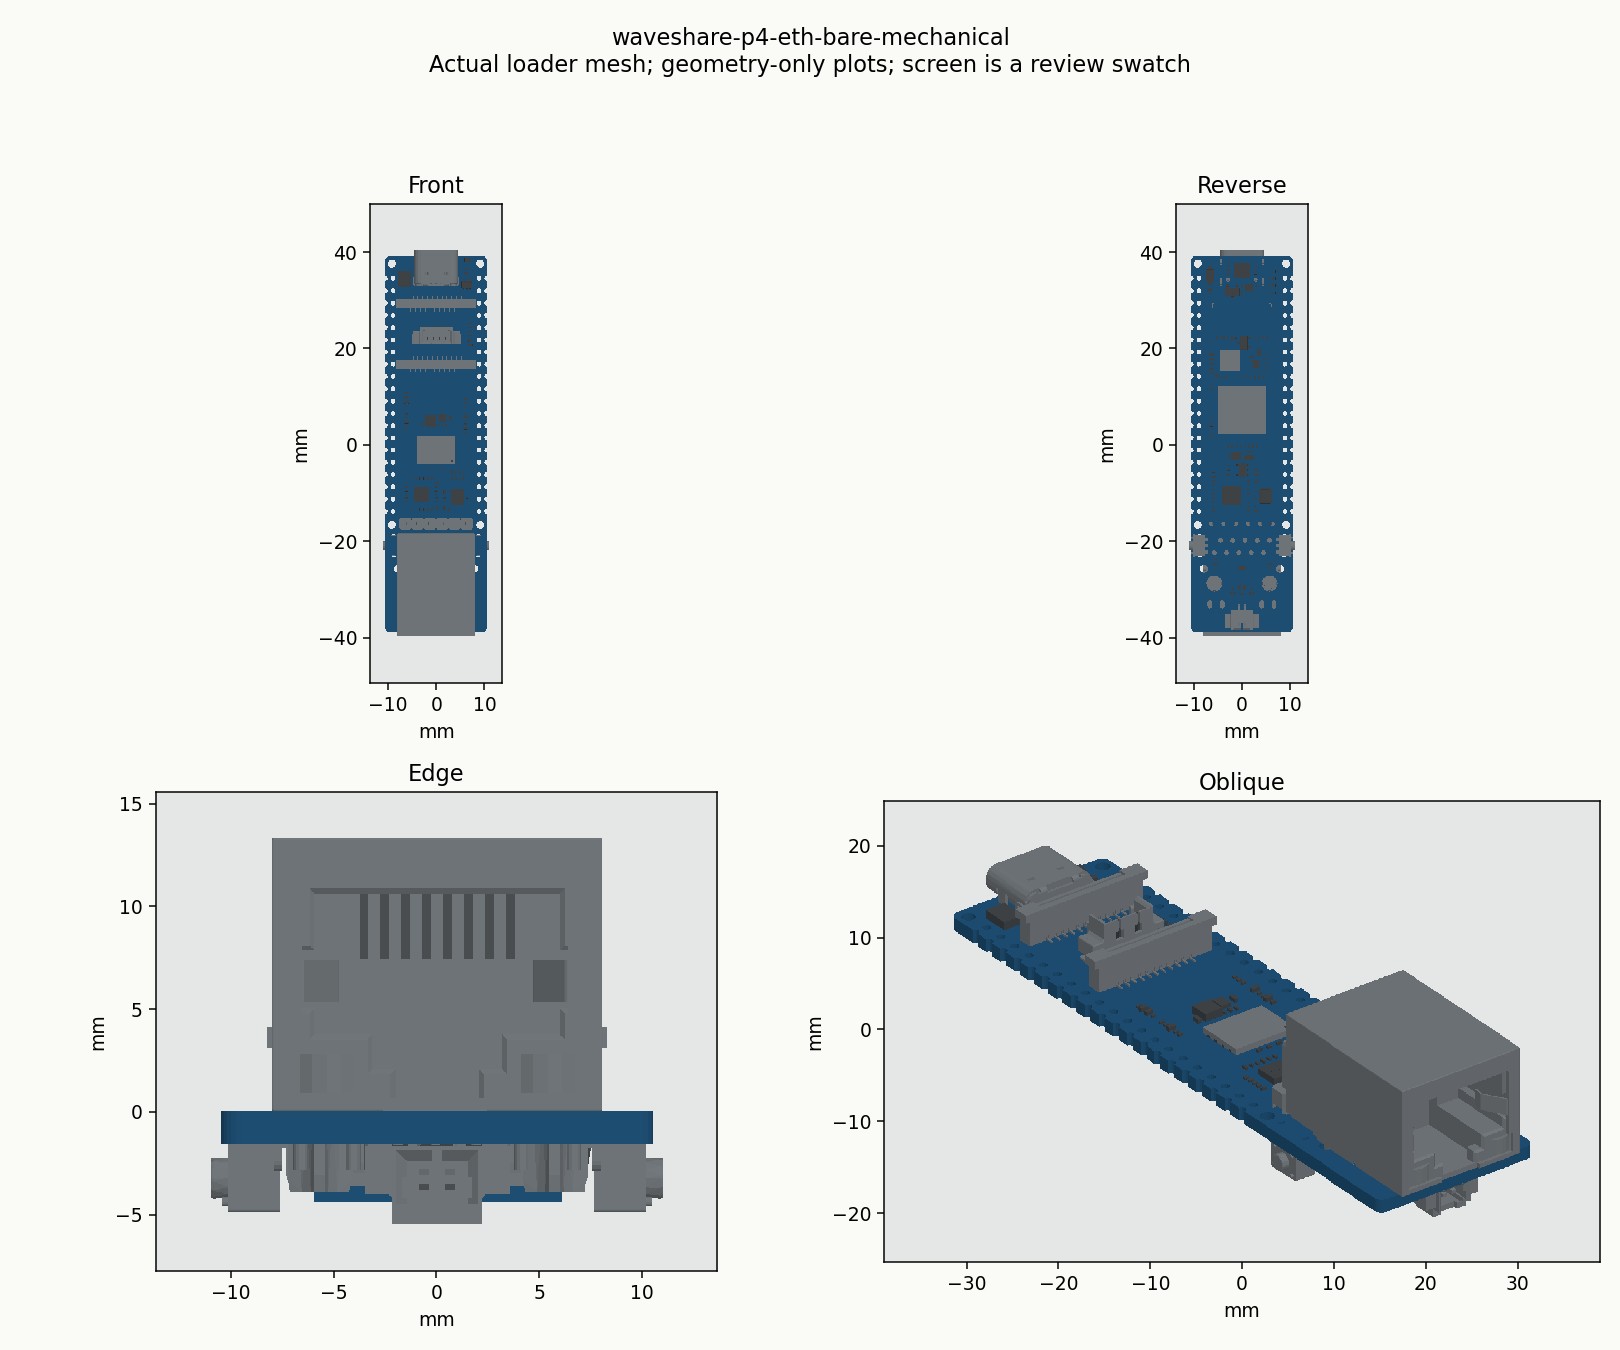 waveshare-p4-eth-bare-mechanical
Actual loader mesh; geometry-only plots; screen is a review swatch
Front
40
20
0
−20
−40
mm
−10 0 10
mm
Reverse
40
20
0
−20
−40
mm
−10 0 10
mm
Edge
15
10
5
0
−5
mm
−10 −5 0 5 10
mm
Oblique
20
10
0
−10
−20
mm
−30 −20 −10 0 10 20 30
mm